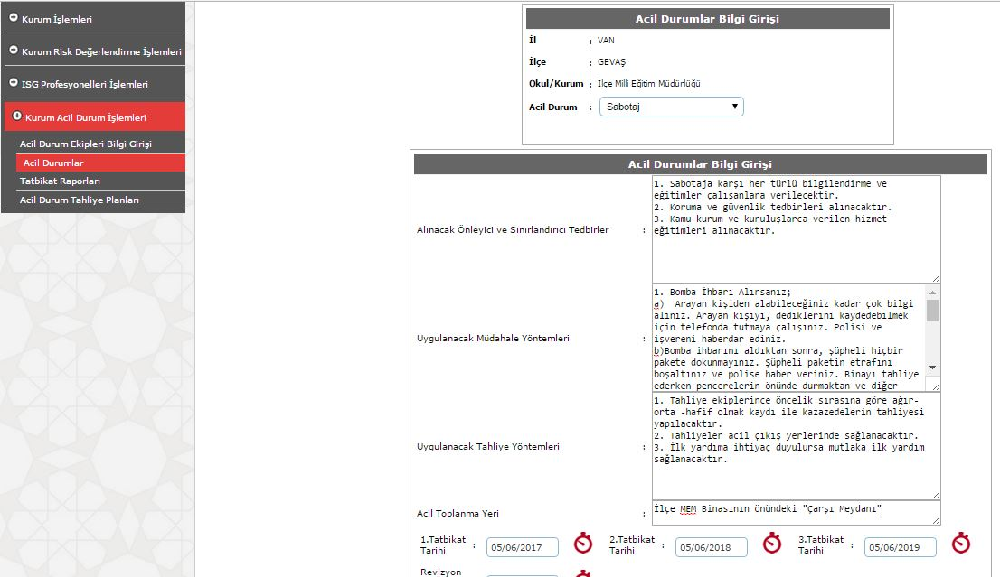 Kurum İşlemleri
Kurum Risk Değerlendirme İşlemleri
ISG Profesyonelleri İşlemleri
Kurum Acil Durum İşlemleri
Acil Durum Ekipleri Bilgi Girişi
Acil Durumlar
Tatbikat Raporları
Acil Durum Tahliye Planları
Acil Durumlar Bilgi Girişi
İl : VAN
İlçe : GEVAŞ
Okul/Kurum : İlçe Milli Eğitim Müdürlüğü
Acil Durum : Sabotaj
Acil Durumlar Bilgi Girişi
Alınacak Önleyici ve Sınırlandırıcı Tedbirler :
1. Sabotaja karşı her türlü bilgilendirme ve
eğitimler çalışanlara verilecektir.
2. Koruma ve güvenlik tedbirleri alınacaktır.
3. Kamu kurum ve kuruluşlarca verilen hizmet
eğitimleri alınacaktır.
Uygulanacak Müdahale Yöntemleri :
1. Bomba İhbarı Alırsanız;
a)  Arayan kişiden alabileceğiniz kadar çok bilgi
alınız. Arayan kişiyi, dediklerini kaydedebilmek
için telefonda tutmaya çalışınız. Polisi ve
işvereni haberdar ediniz.
b)Bomba ihbarını aldıktan sonra, şüpheli hiçbir
pakete dokunmayınız. Şüpheli paketin etrafını
boşaltınız ve polise haber veriniz. Binayı tahliye
ederken pencerelerin önünde durmaktan ve diğer
Uygulanacak Tahliye Yöntemleri :
1. Tahliye ekiplerince öncelik sırasına göre ağır-
orta -hafif olmak kaydı ile kazazedelerin tahliyesi
yapılacaktır.
2. Tahliyeler acil çıkış yerlerinde sağlanacaktır.
3. İlk yardıma ihtiyaç duyulursa mutlaka ilk yardım
sağlanacaktır.
Acil Toplanma Yeri :
İlçe MEM Binasının önündeki "Çarşı Meydanı"
1.Tatbikat
Tarihi : 05/06/2017
2.Tatbikat
Tarihi : 05/06/2018
3.Tatbikat
Tarihi : 05/06/2019
Revizyon